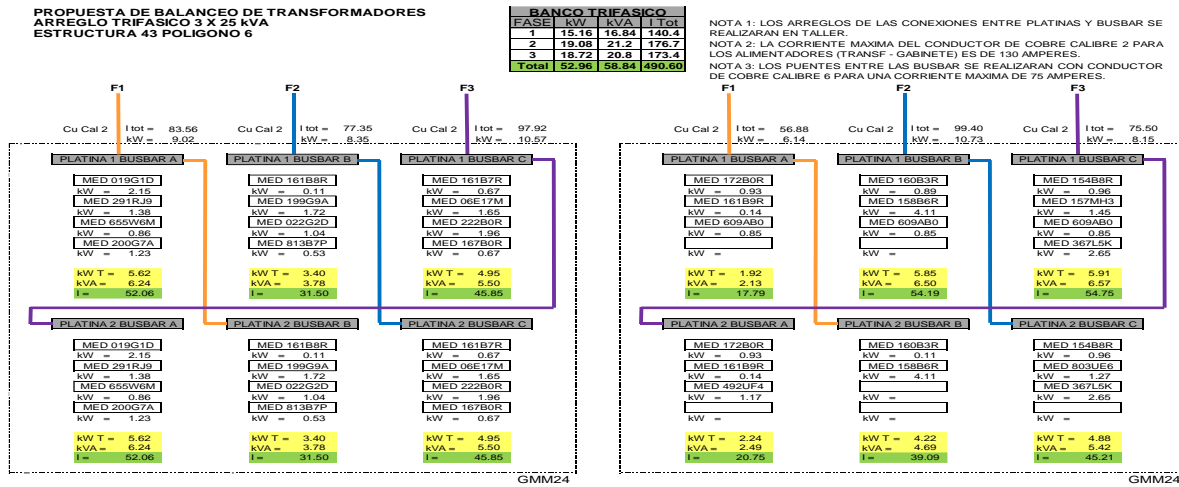 PROPUESTA DE BALANCEO DE TRANSFORMADORES
ARREGLO TRIFASICO 3 X 25 kVA
ESTRUCTURA 43 POLIGONO 6
BANCO TRIFASICO
FASE kW kVA I Tot
1 15.16 16.84 140.4
2 19.08 21.2 176.7
3 18.72 20.8 173.4
Total 52.96 58.84 490.60
NOTA 1: LOS ARREGLOS DE LAS CONEXIONES ENTRE PLATINAS Y BUSBAR SE
REALIZARAN EN TALLER.
NOTA 2: LA CORRIENTE MAXIMA DEL CONDUCTOR DE COBRE CALIBRE 2 PARA
LOS ALIMENTADORES (TRANSF - GABINETE) ES DE 130 AMPERES.
NOTA 3: LOS PUENTES ENTRE LAS BUSBAR SE REALIZARAN CON CONDUCTOR
DE COBRE CALIBRE 6 PARA UNA CORRIENTE MAXIMA DE 75 AMPERES.
F1 F2 F3
Cu Cal 2 I tot = 83.56 Cu Cal 2 I tot = 77.35 Cu Cal 2 I tot = 97.92
kW = 9.02 kW = 8.35 kW = 10.57
PLATINA 1 BUSBAR A PLATINA 1 BUSBAR B PLATINA 1 BUSBAR C
MED 019G1D MED 161B8R MED 161B7R
kW = 2.15 kW = 0.11 kW = 0.67
MED 291RJ9 MED 199G9A MED 06E17M
kW = 1.38 kW = 1.72 kW = 1.65
MED 655W6M MED 022G2D MED 222B0R
kW = 0.86 kW = 1.04 kW = 1.96
MED 200G7A MED 813B7P MED 167B0R
kW = 1.23 kW = 0.53 kW = 0.67
kW T = 5.62 kW T = 3.40 kW T = 4.95
kVA = 6.24 kVA = 3.78 kVA = 5.50
I = 52.06 I = 31.50 I = 45.85
PLATINA 2 BUSBAR A PLATINA 2 BUSBAR B PLATINA 2 BUSBAR C
MED 019G1D MED 161B8R MED 161B7R
kW = 2.15 kW = 0.11 kW = 0.67
MED 291RJ9 MED 199G9A MED 06E17M
kW = 1.38 kW = 1.72 kW = 1.65
MED 655W6M MED 022G2D MED 222B0R
kW = 0.86 kW = 1.04 kW = 1.96
MED 200G7A MED 813B7P MED 167B0R
kW = 1.23 kW = 0.53 kW = 0.67
kW T = 5.62 kW T = 3.40 kW T = 4.95
kVA = 6.24 kVA = 3.78 kVA = 5.50
I = 52.06 I = 31.50 I = 45.85
GMM24
F1 F2 F3
Cu Cal 2 I tot = 56.88 Cu Cal 2 I tot = 99.40 Cu Cal 2 I tot = 75.50
kW = 6.14 kW = 10.73 kW = 8.15
PLATINA 1 BUSBAR A PLATINA 1 BUSBAR B PLATINA 1 BUSBAR C
MED 172B0R MED 160B3R MED 154B8R
kW = 0.93 kW = 0.89 kW = 0.96
MED 161B9R MED 158B6R MED 157MH3
kW = 0.14 kW = 4.11 kW = 1.45
MED 609AB0 MED 609AB0 MED 609AB0
kW = 0.85 kW = 0.85 kW = 0.85
MED 367L5K
kW = kW = kW = 2.65
kW T = 1.92 kW T = 5.85 kW T = 5.91
kVA = 2.13 kVA = 6.50 kVA = 6.57
I = 17.79 I = 54.19 I = 54.75
PLATINA 2 BUSBAR A PLATINA 2 BUSBAR B PLATINA 2 BUSBAR C
MED 172B0R MED 160B3R MED 154B8R
kW = 0.93 kW = 0.11 kW = 0.96
MED 161B9R MED 158B6R MED 803UE6
kW = 0.14 kW = 4.11 kW = 1.27
MED 492UF4 MED 367L5K
kW = 1.17 kW = kW = 2.65
kW = kW = kW =
kW T = 2.24 kW T = 4.22 kW T = 4.88
kVA = 2.49 kVA = 4.69 kVA = 5.42
I = 20.75 I = 39.09 I = 45.21
GMM24